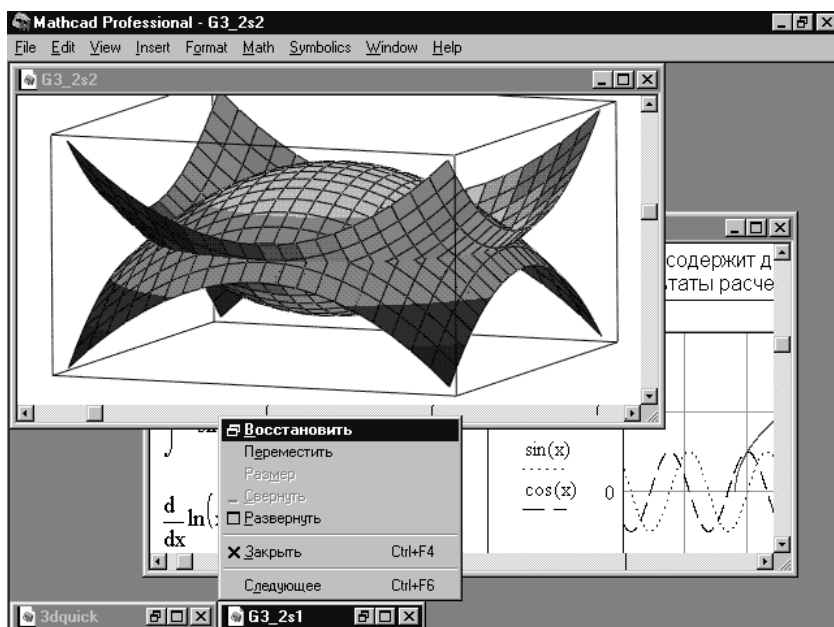 Mathcad Professional - G3_2s2
File Edit View Insert Format Math Symbolics Window Help
G3_2s2
содержит д
таты расче
sin(x)
cos(x)
0
d
dx
ln(
Восстановить
Переместить
Размер
Свернуть
Развернуть
Закрыть Ctrl+F4
Следующее Ctrl+F6
3dquick
G3_2s1